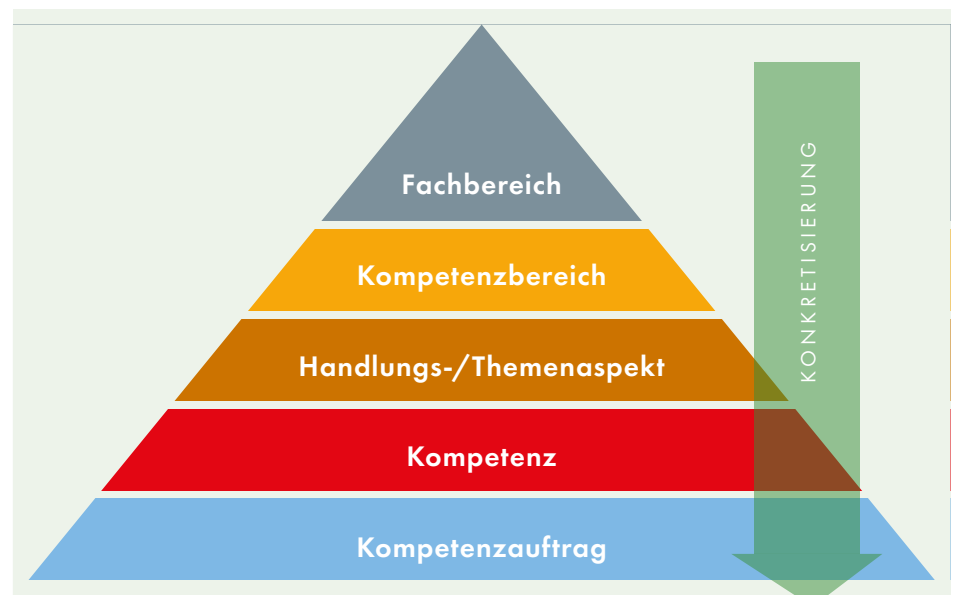 Fachbereich
Kompetenzbereich
Handlungs-/Themenaspekt
Kompetenz
Kompetenzauftrag
KONKRETISIERUNG